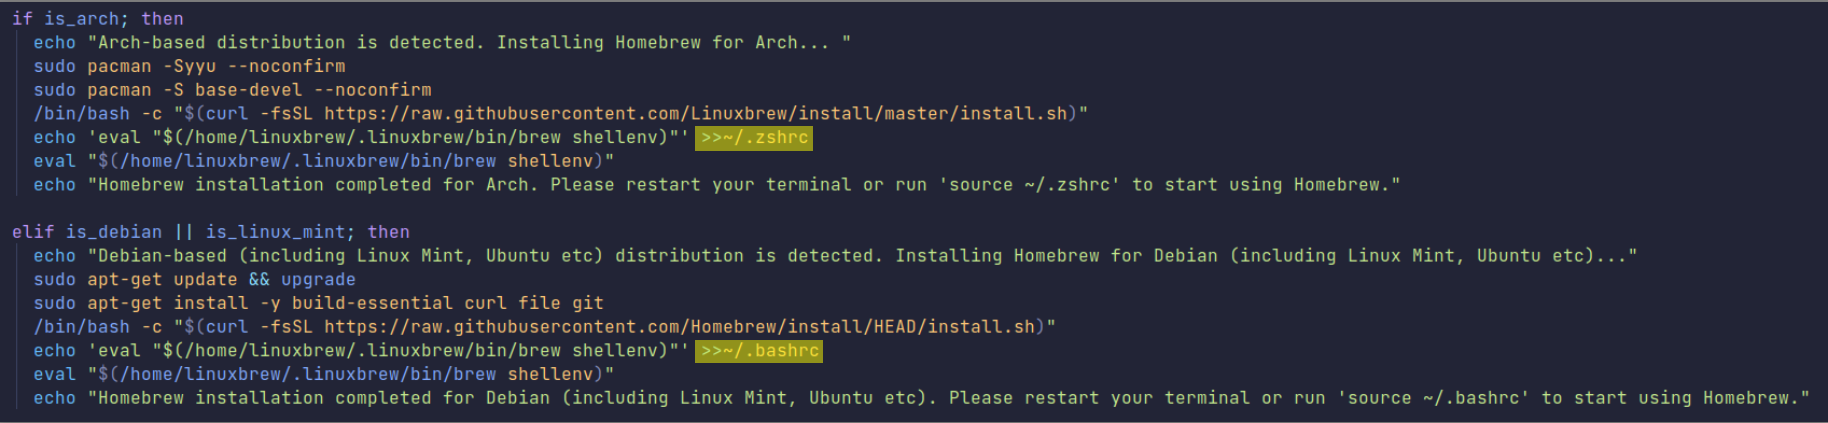 if is_arch; then
echo "Arch-based distribution is detected. Installing Homebrew for Arch... "
sudo pacman -Syyu --noconfirm
sudo pacman -S base-devel --noconfirm
/bin/bash -c "$(curl -fsSL https://raw.githubusercontent.com/Linuxbrew/install/master/install.sh)"
echo 'eval "$(/home/linuxbrew/.linuxbrew/bin/brew shellenv)"' >>~/.zshrc
eval "$(/home/linuxbrew/.linuxbrew/bin/brew shellenv)"
echo "Homebrew installation completed for Arch. Please restart your terminal or run 'source ~/.zshrc' to start using Homebrew."
elif is_debian || is_linux_mint; then
echo "Debian-based (including Linux Mint, Ubuntu etc) distribution is detected. Installing Homebrew for Debian (including Linux Mint, Ubuntu etc)..."
sudo apt-get update && upgrade
sudo apt-get install -y build-essential curl file git
/bin/bash -c "$(curl -fsSL https://raw.githubusercontent.com/Homebrew/install/HEAD/install.sh)"
echo 'eval "$(/home/linuxbrew/.linuxbrew/bin/brew shellenv)"' >>~/.bashrc
eval "$(/home/linuxbrew/.linuxbrew/bin/brew shellenv)"
echo "Homebrew installation completed for Debian (including Linux Mint, Ubuntu etc). Please restart your terminal or run 'source ~/.bashrc' to start using Homebrew."